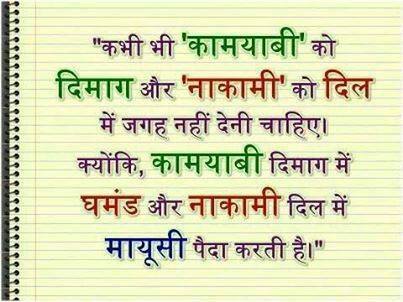 "कभी भी 'कामयाबी' को
दिमाग और 'नाकामी' को दिल
में जगह नहीं देनी चाहिए।
क्योंकि, कामयाबी दिमाग में
घमंड और नाकामी दिल में
मायूसी पैदा करती है।"